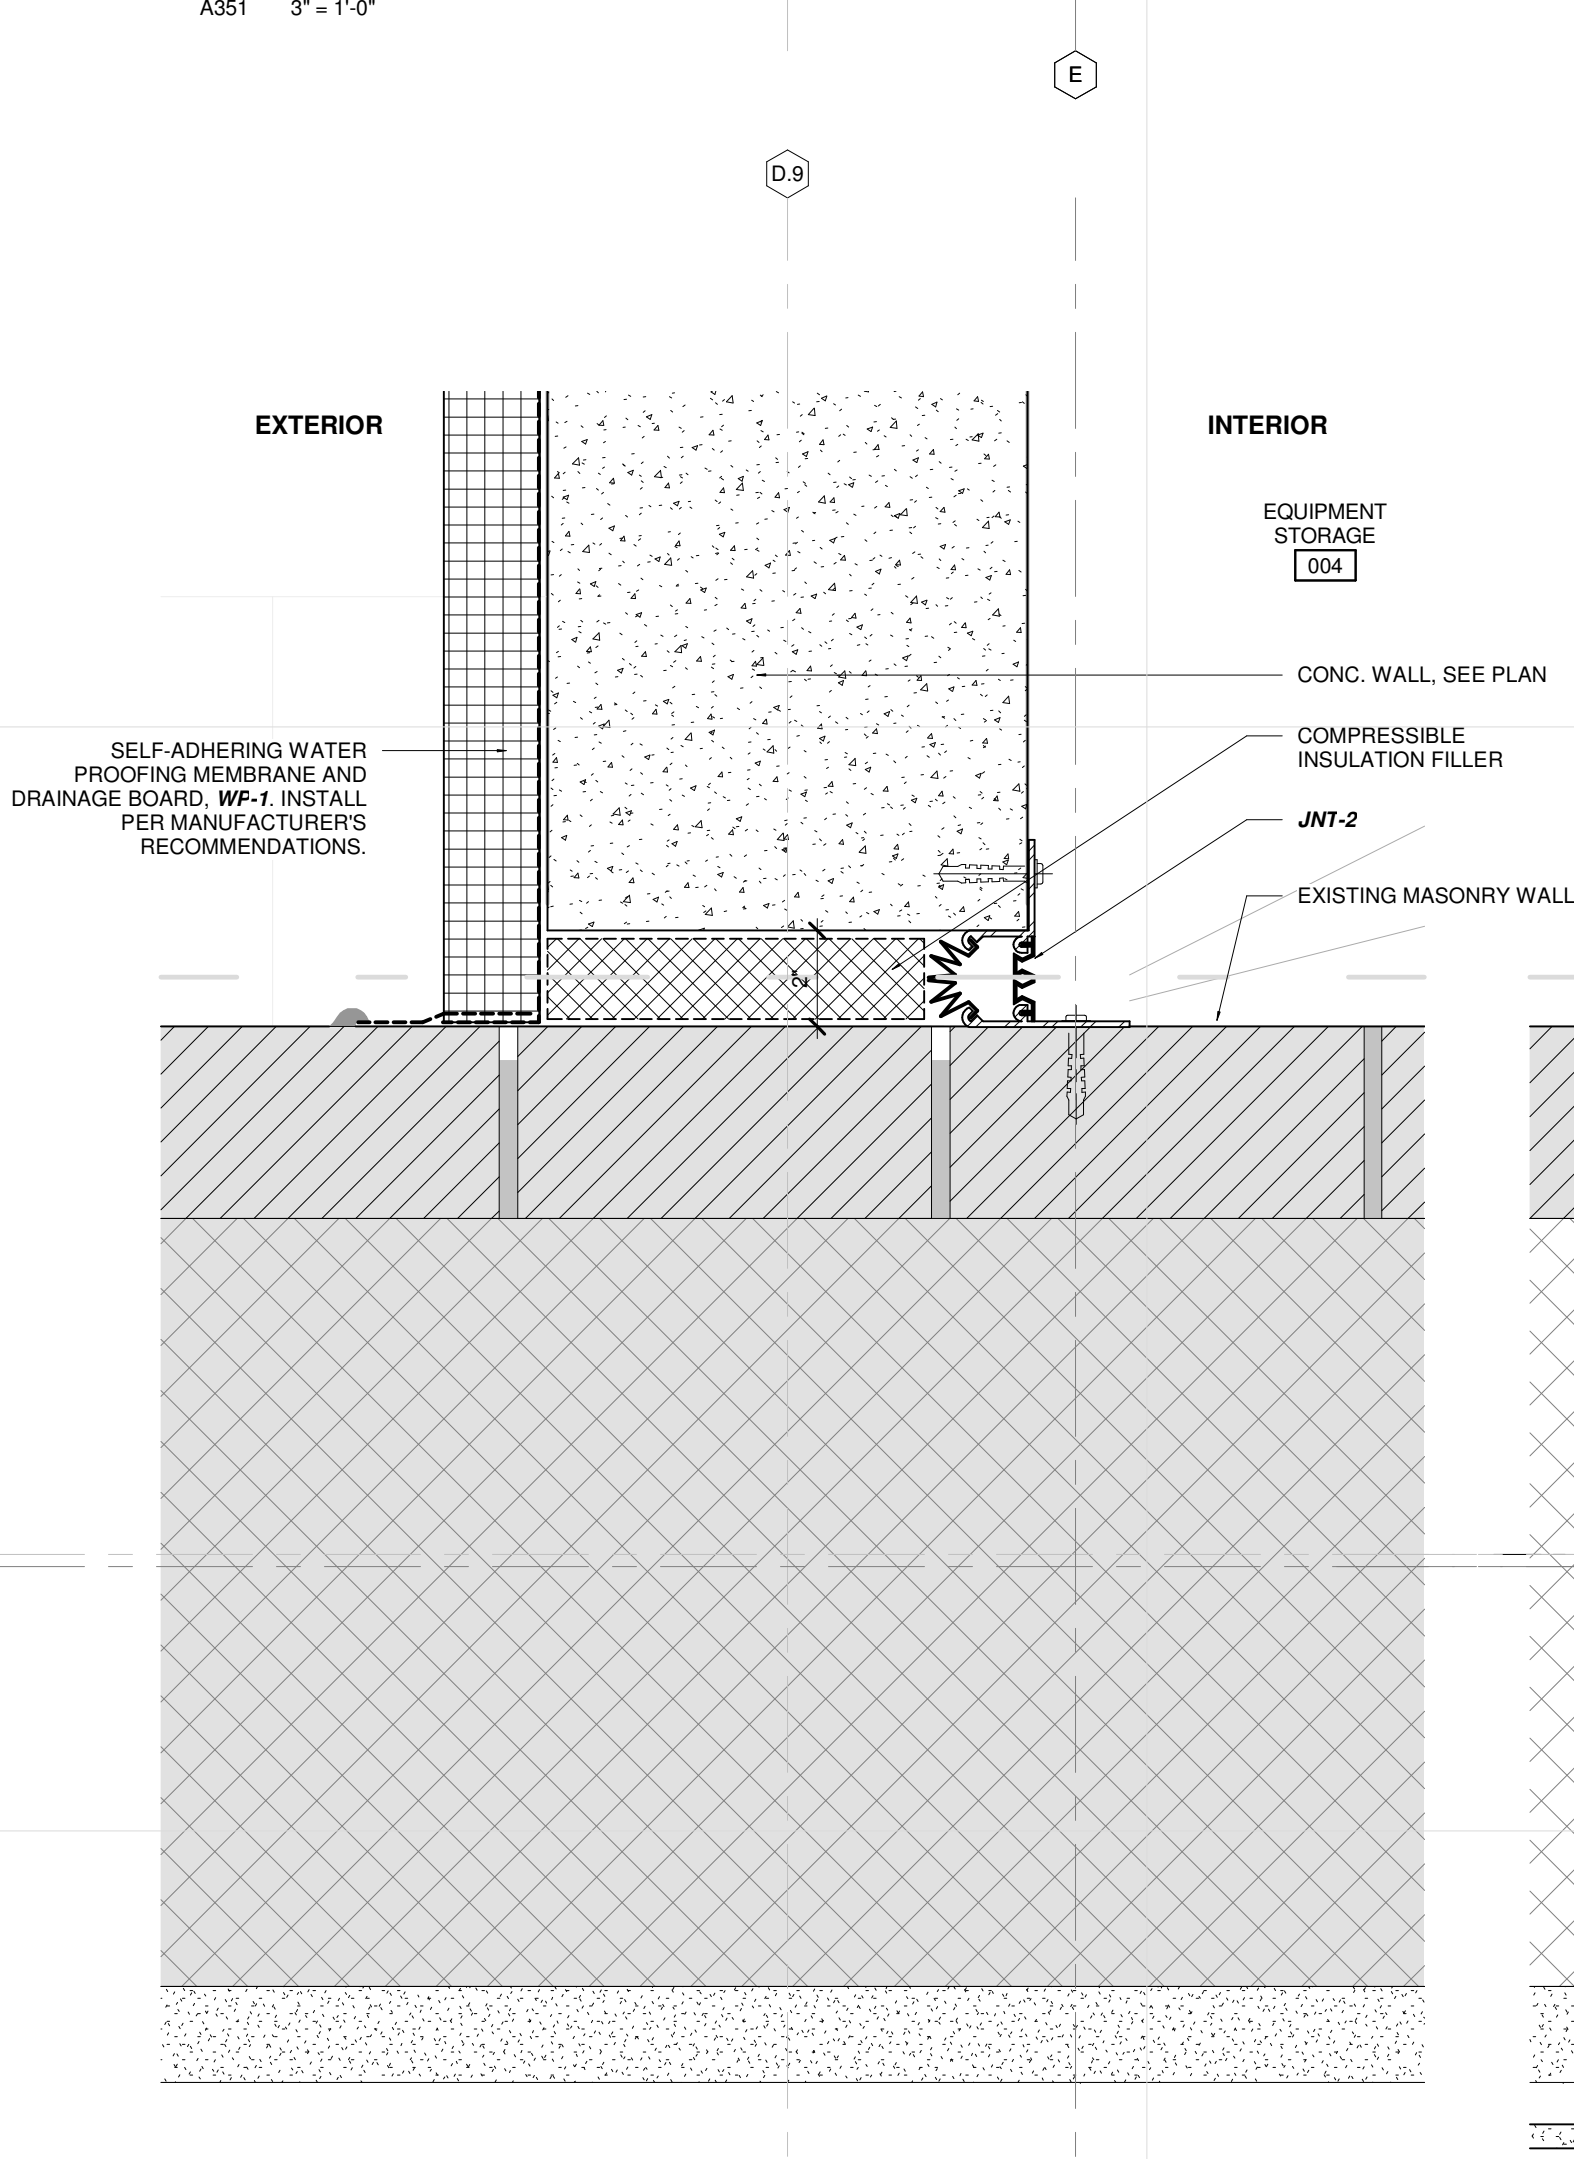 A351 3" = 1'-0"
E
D.9
EXTERIOR
INTERIOR
EQUIPMENT
STORAGE
004
CONC. WALL, SEE PLAN
COMPRESSIBLE
INSULATION FILLER
JNT-2
EXISTING MASONRY WALL
SELF-ADHERING WATER
PROOFING MEMBRANE AND
DRAINAGE BOARD, WP-1. INSTALL
PER MANUFACTURER'S
RECOMMENDATIONS.
2"